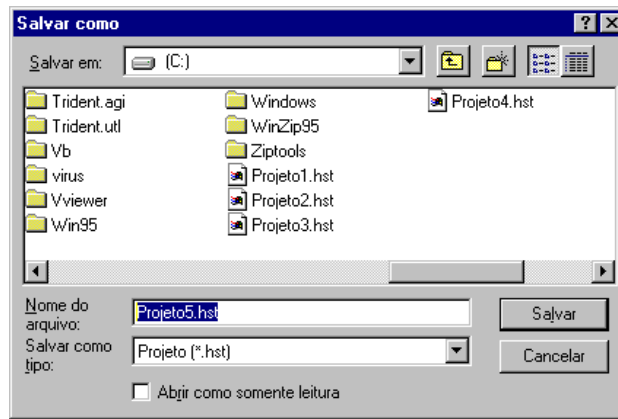 Salvar como
Salvar em: (C:)
Trident.agi Windows Projeto4.hst
Trident.utl WinZip95
Vb Ziptools
virus Projeto1.hst
Vviewer Projeto2.hst
Win95 Projeto3.hst
Nome do arquivo: Projeto5.hst Salvar
Salvar como tipo: Projeto (*.hst) Cancelar
Abrir como somente leitura